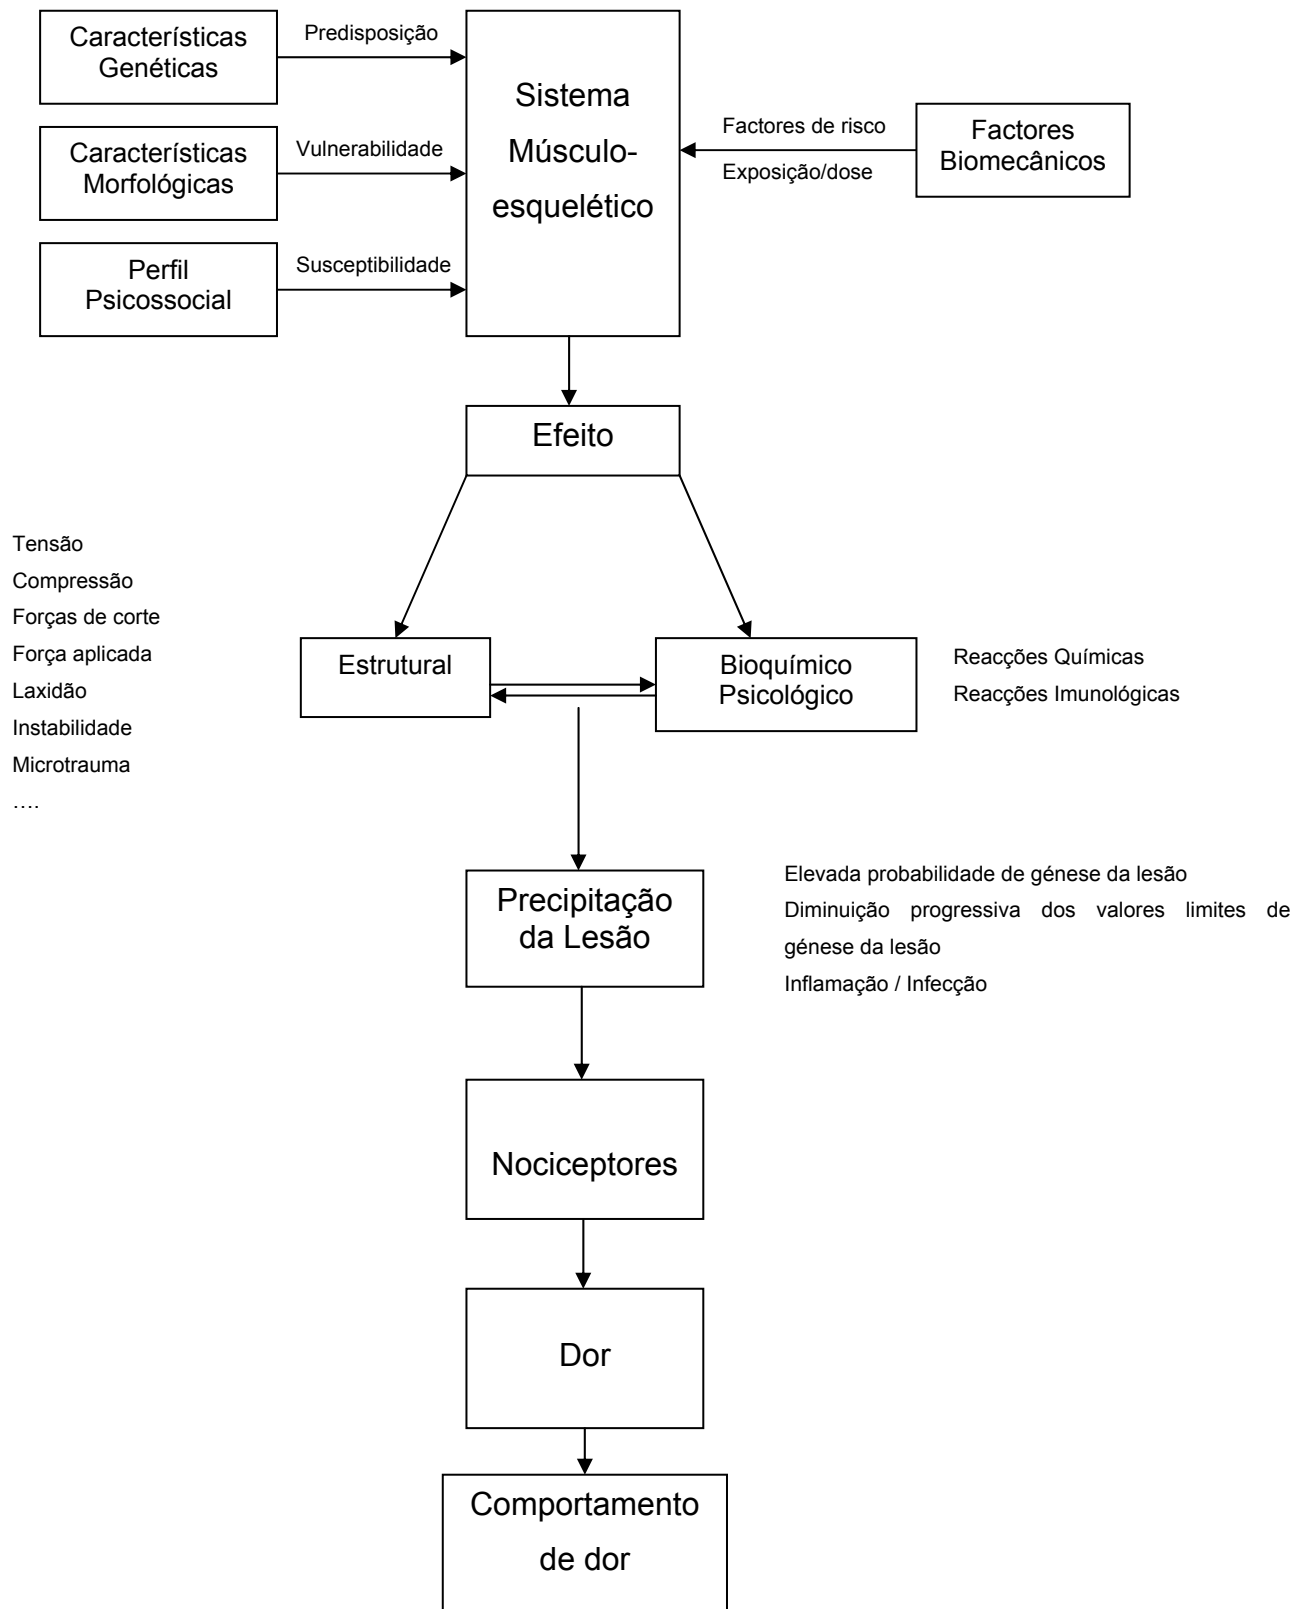 Características
Genéticas
Predisposição
Sistema
Músculo-
esquelético
Características
Morfológicas
Vulnerabilidade
Factores de risco
Exposição/dose
Factores
Biomecânicos
Perfil
Psicossocial
Susceptibilidade
Efeito
Tensão
Compressão
Forças de corte
Força aplicada
Laxidão
Instabilidade
Microtrauma
….
Estrutural
Bioquímico
Psicológico
Reacções Químicas
Reacções Imunológicas
Precipitação
da Lesão
Elevada probabilidade de génese da lesão
Diminuição progressiva dos valores limites de
génese da lesão
Inflamação / Infecção
Nociceptores
Dor
Comportamento
de dor